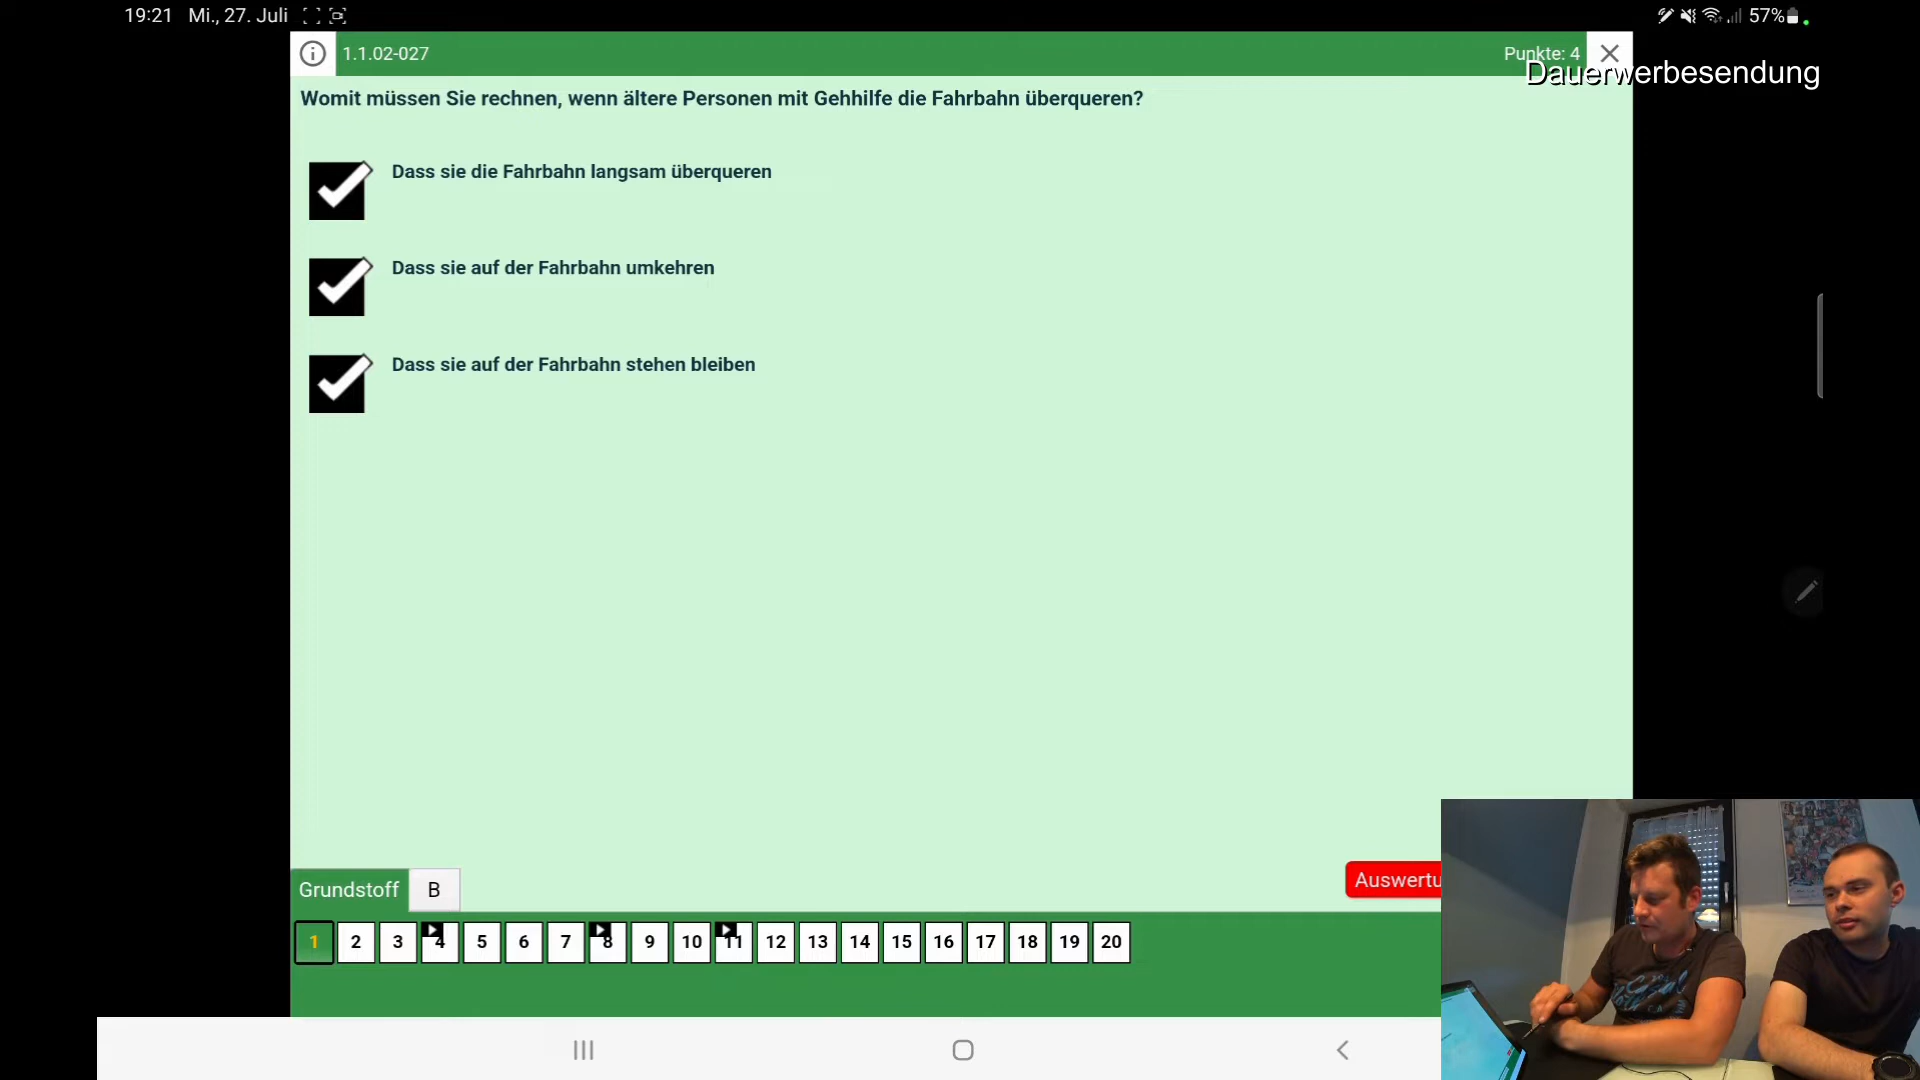 19:21 Mi., 27. Juli
57%
1.1.02-027
Punkte: 4
Dauerwerbesendung
Womit müssen Sie rechnen, wenn ältere Personen mit Gehhilfe die Fahrbahn überqueren?
Dass sie die Fahrbahn langsam überqueren
Dass sie auf der Fahrbahn umkehren
Dass sie auf der Fahrbahn stehen bleiben
Grundstoff B
Auswertu
1 2 3 4 5 6 7 8 9 10 11 12 13 14 15 16 17 18 19 20